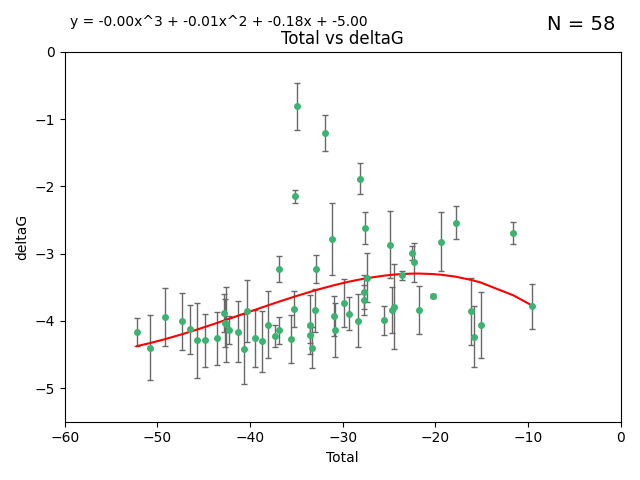 y = -0.00x^3 + -0.01x^2 + -0.18x + -5.00
N = 58
Total vs deltaG
0
−1
−2
−3
−4
−5
deltaG
−60 −50 −40 −30 −20 −10 0
Total